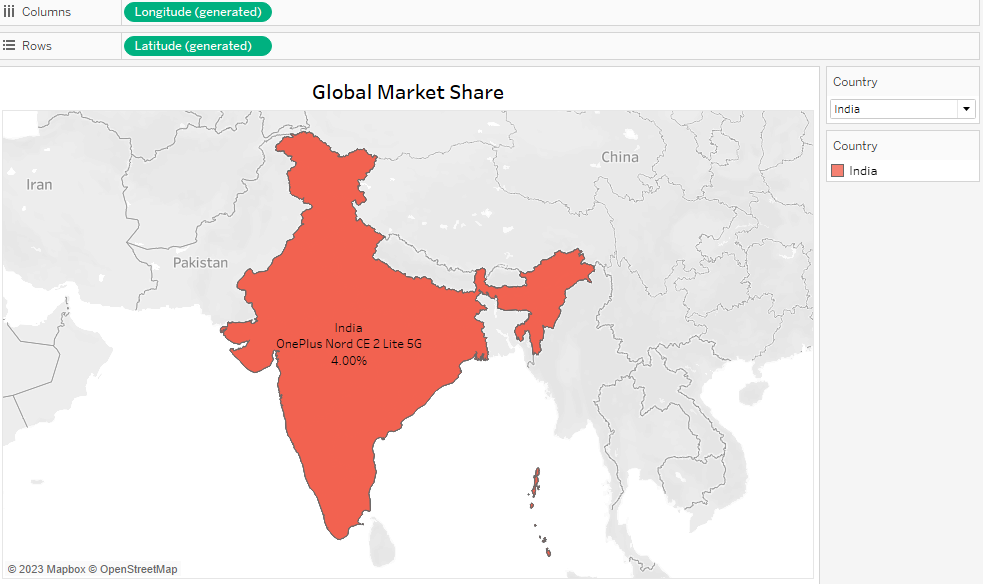 Columns
Longitude (generated)
Rows
Latitude (generated)
Global Market Share
Iran
Pakistan
China
India
OnePlus Nord CE 2 Lite 5G
4.00%
© 2023 Mapbox © OpenStreetMap
Country
India
Country
India